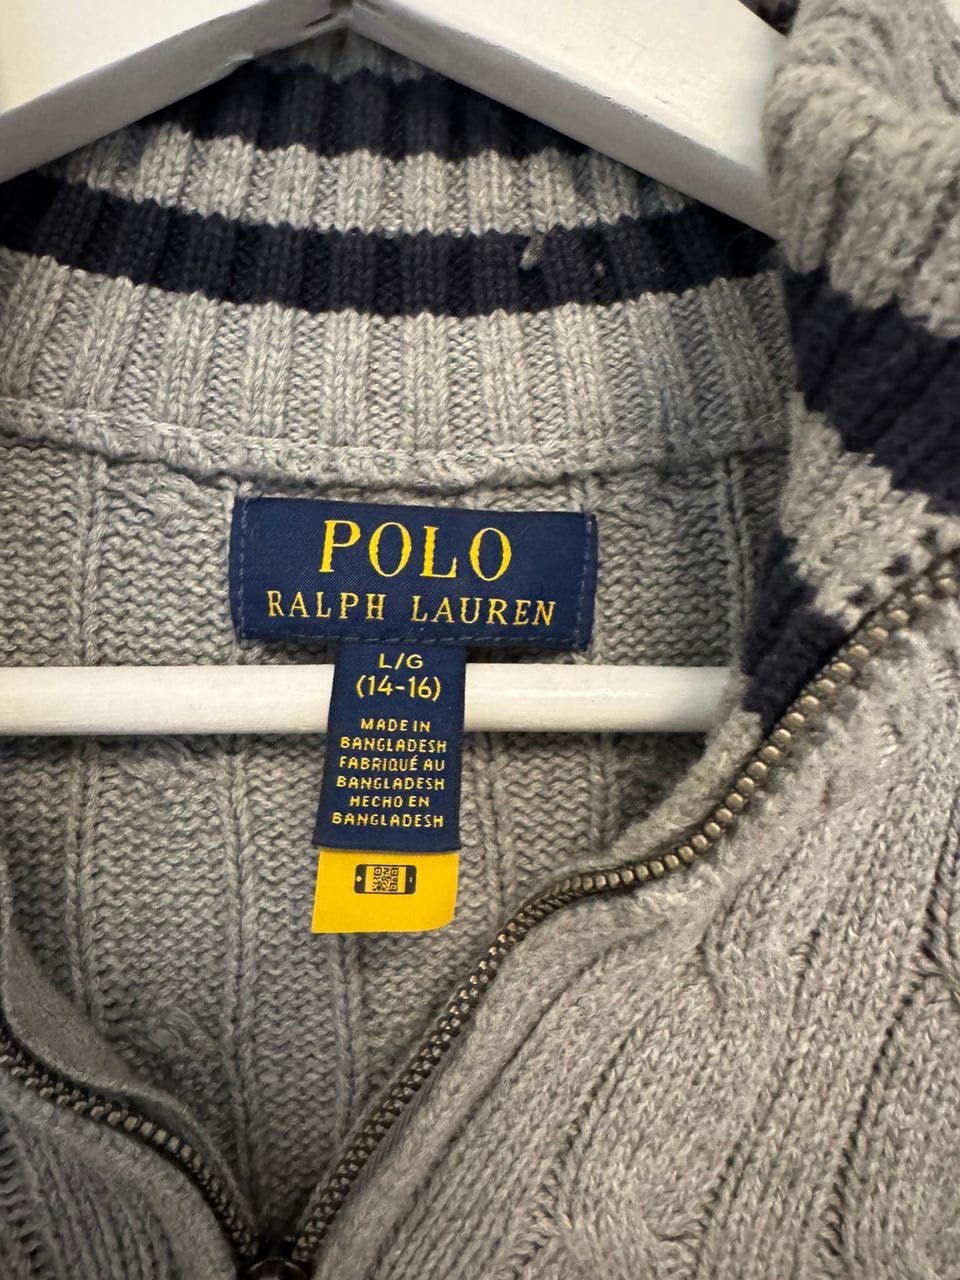 POLO
RALPH LAUREN
L/G
(14-16)
MADE IN
BANGLADESH
FABRIQUÉ AU
BANGLADESH
HECHO EN
BANGLADESH